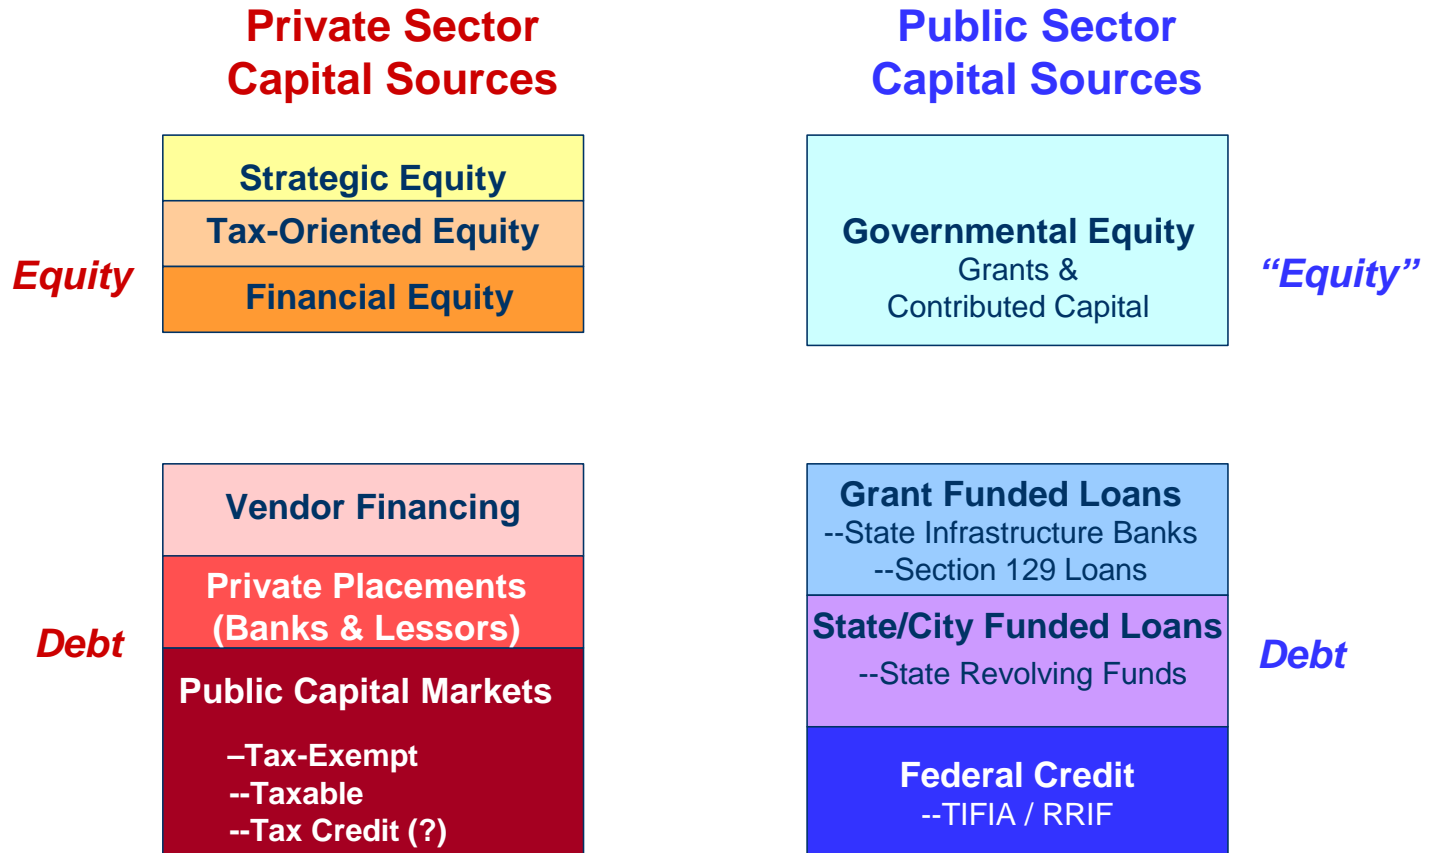 Private Sector
Capital Sources
Strategic Equity
Tax-Oriented Equity
Financial Equity
Equity
Vendor Financing
Private Placements
(Banks & Lessors)
Public Capital Markets
–Tax-Exempt
--Taxable
--Tax Credit (?)
Debt
Public Sector
Capital Sources
Governmental Equity
Grants &
Contributed Capital
“Equity”
Grant Funded Loans
--State Infrastructure Banks
--Section 129 Loans
State/City Funded Loans
--State Revolving Funds
Federal Credit
--TIFIA / RRIF
Debt